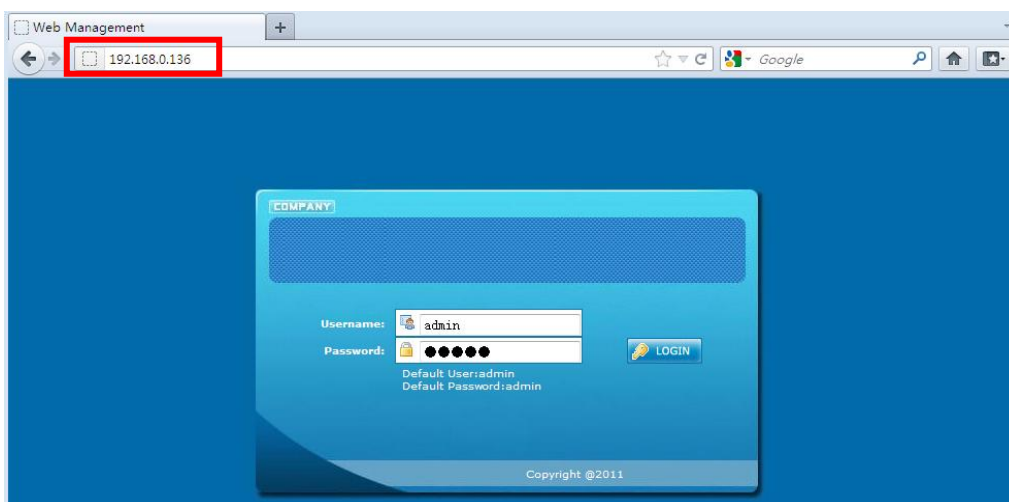 Web Management
192.168.0.136
Google
COMPANY
Username: admin
Password: ●●●●●
LOGIN
Default User:admin
Default Password:admin
Copyright @2011